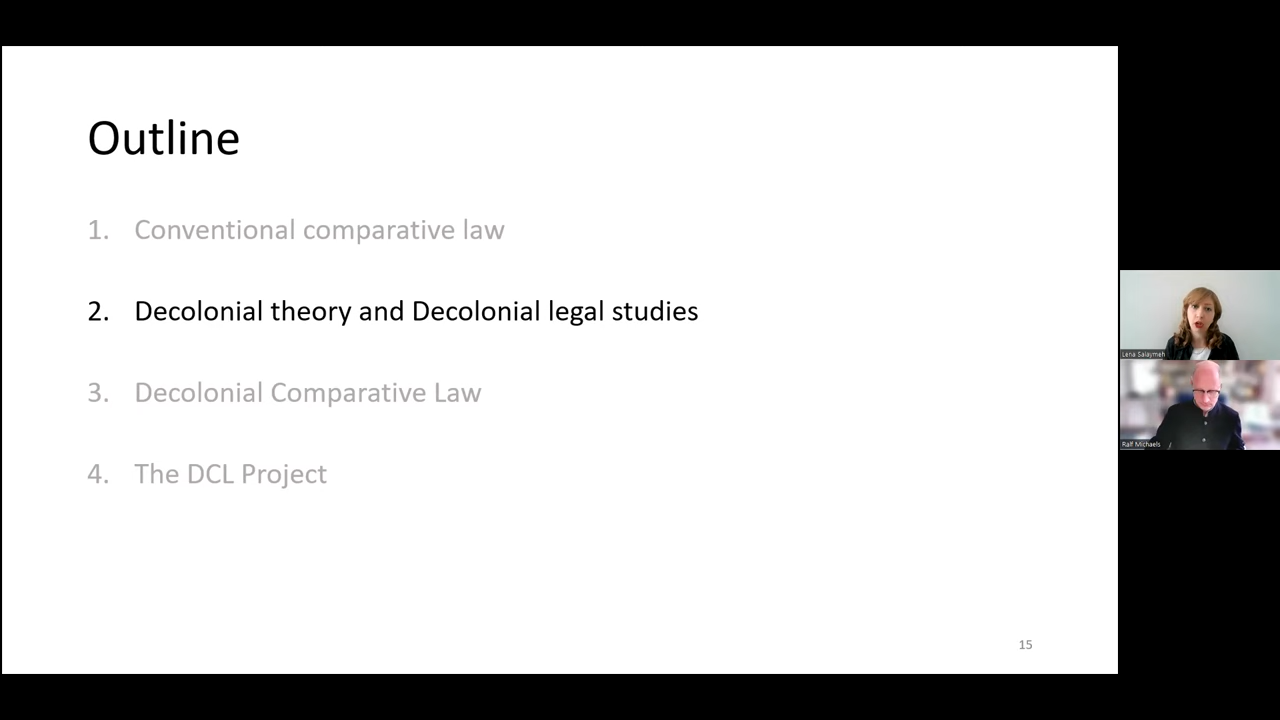 Outline
1. Conventional comparative law
2. Decolonial theory and Decolonial legal studies
3. Decolonial Comparative Law
4. The DCL Project
15
Lena Salaymeh
Ralf Michaels